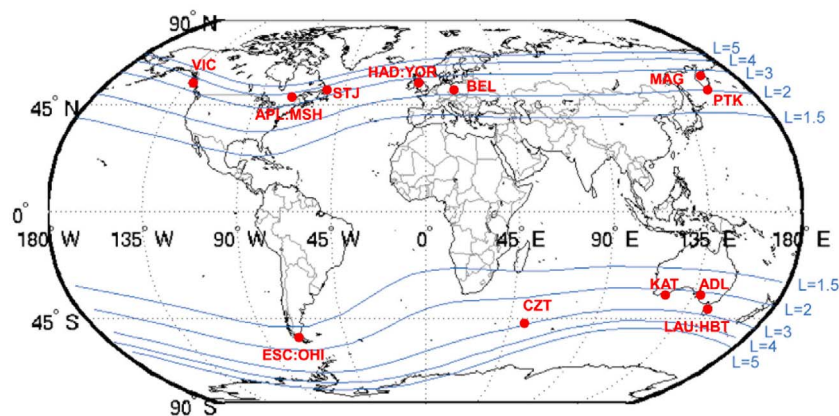 90° N
VIC
HAD:YOR
L=5
L=4
L=3
MAG
STJ
BEL
L=2
45° N
APL:MSH
PTK
L=1.5
0°
180° W
135° W
90° W
45° W
0°
45° E
90° E
135° E
180° E
KAT
ADL
L=1.5
CZT
L=2
45° S
LAU:HBT
L=3
L=4
ESC:OHI
L=5
90° S